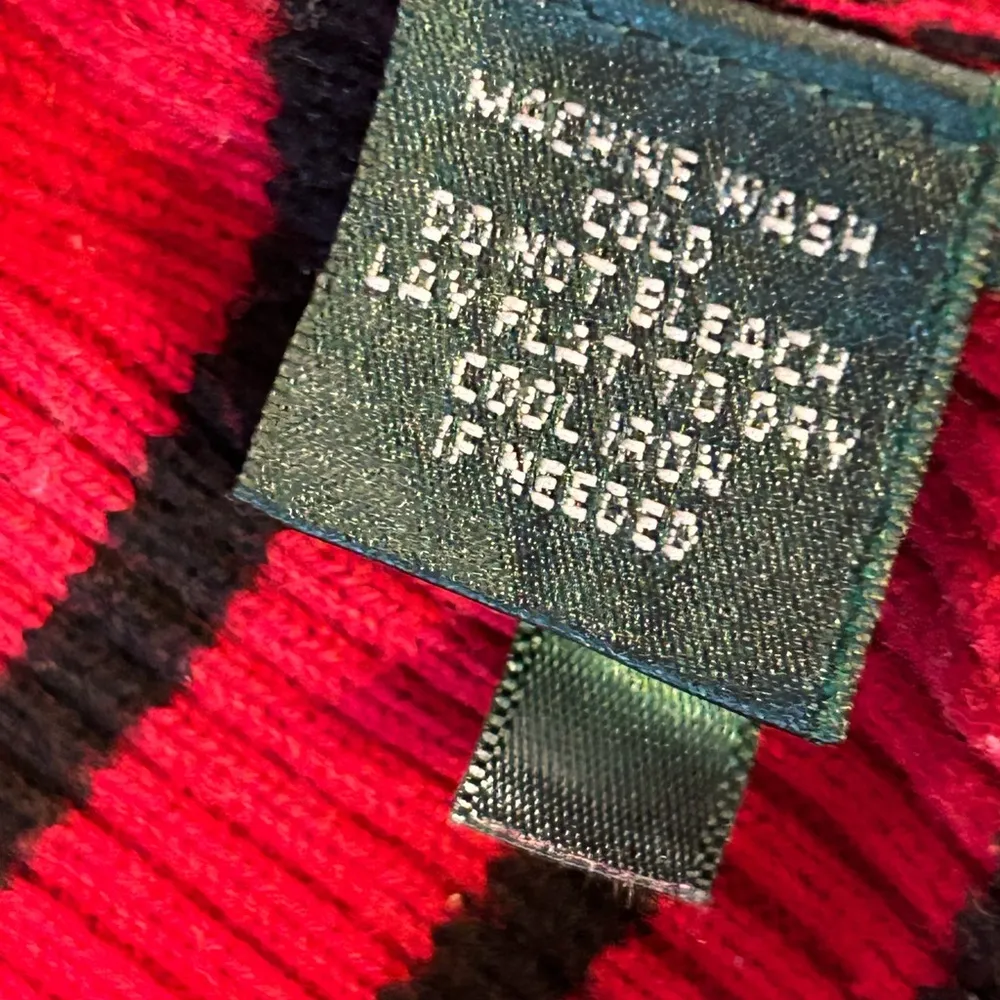 MACHINE WASH
COLD
DO NOT BLEACH
LAY FLAT TO DRY
COOL IRON
IF NEEDED